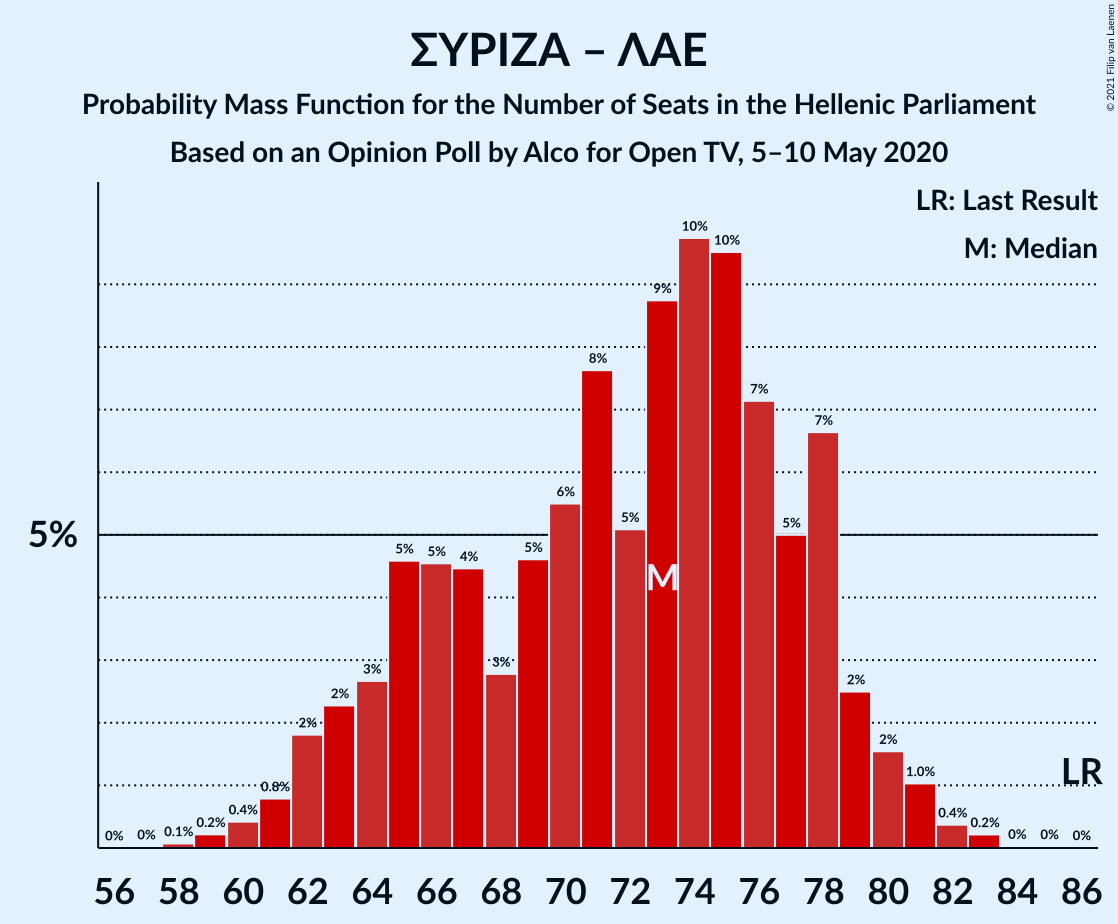 ΣΥΡΙΖΑ – ΛΑΕ
Probability Mass Function for the Number of Seats in the Hellenic Parliament
Based on an Opinion Poll by Alco for Open TV, 5–10 May 2020
© 2021 Filip van Laenen
LR: Last Result
M: Median
5%
0% 0% 0.1% 0.2% 0.4% 0.8% 2% 2% 3% 5% 5% 4% 3% 5% 6% 8% 5% 9% 10% 10% 7% 5% 7% 2% 2% 1.0% 0.4% 0.2% 0% 0% 0%
M
LR
56 58 60 62 64 66 68 70 72 74 76 78 80 82 84 86